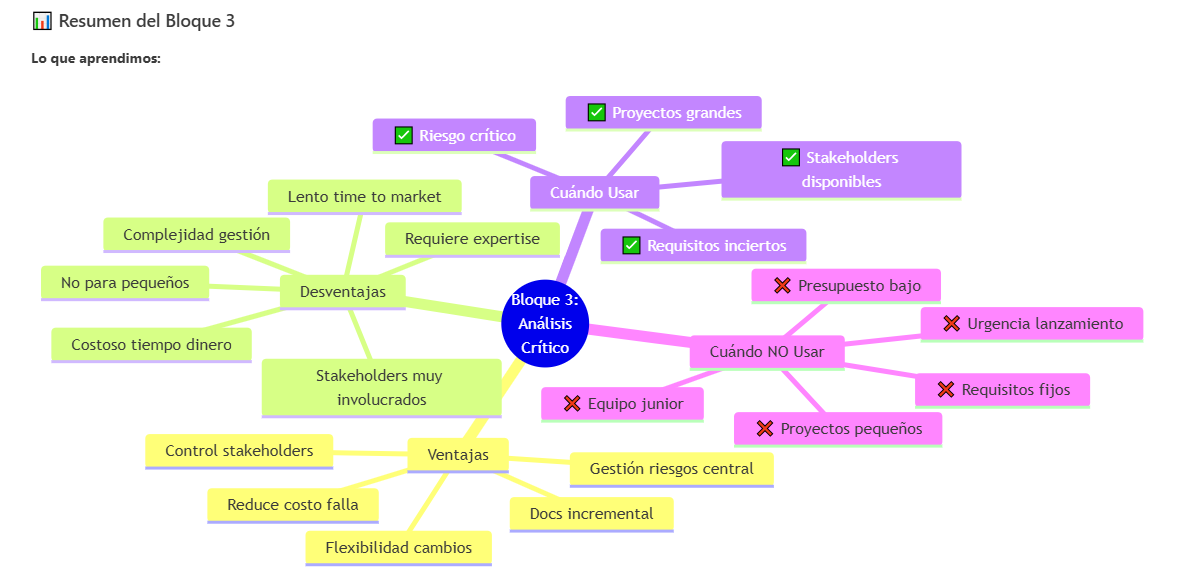 📊 Resumen del Bloque 3
Lo que aprendimos:
✅ Proyectos grandes
✅ Riesgo crítico
✅ Stakeholders
disponibles
Cuándo Usar
✅ Requisitos inciertos
Lento time to market
Complejidad gestión
Requiere expertise
No para pequeños
Desventajas
Costoso tiempo dinero
Stakeholders muy
involucrados
Bloque 3:
Análisis
Crítico
❌ Presupuesto bajo
❌ Urgencia lanzamiento
Cuándo NO Usar
❌ Requisitos fijos
❌ Equipo junior
❌ Proyectos pequeños
Control stakeholders
Ventajas
Gestión riesgos central
Reduce costo falla
Docs incremental
Flexibilidad cambios